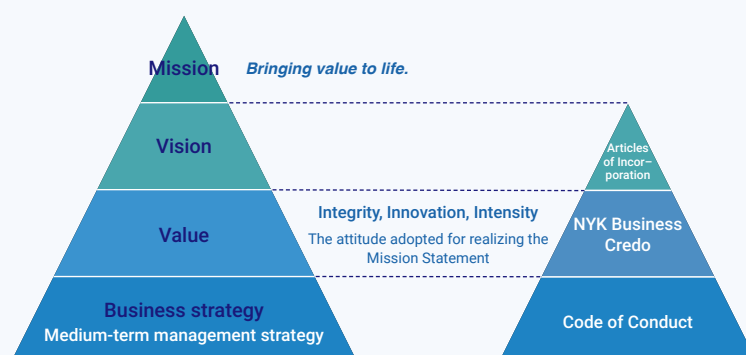 Mission
Bringing value to life.
Vision
Articles
of Incor–
poration
Value
Integrity, Innovation, Intensity
The attitude adopted for realizing the
Mission Statement
NYK Business
Credo
Business strategy
Medium-term management strategy
Code of Conduct